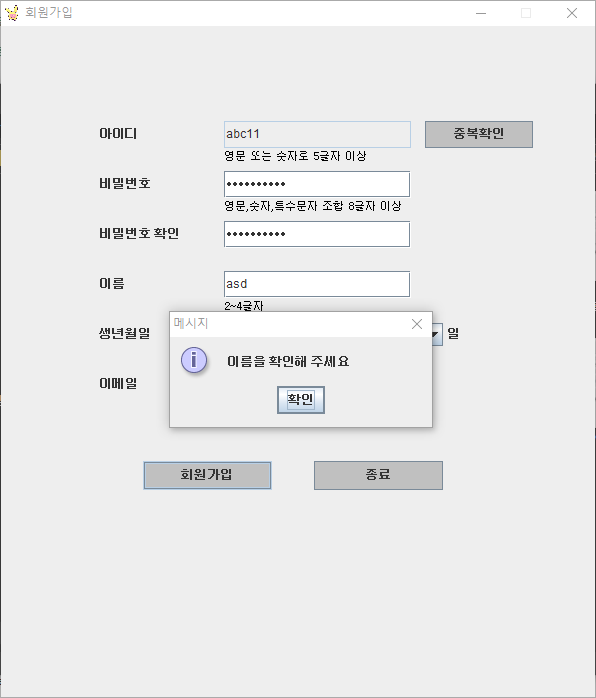 회원가입
아이디 abc11 중복확인
영문 또는 숫자로 5글자 이상
비밀번호 ••••••••••
영문,숫자,특수문자 조합 8글자 이상
비밀번호 확인 ••••••••••
이름 asd
2~4글자
메시지
생년월일 일
이름을 확인해 주세요
이메일
확인
회원가입 종료